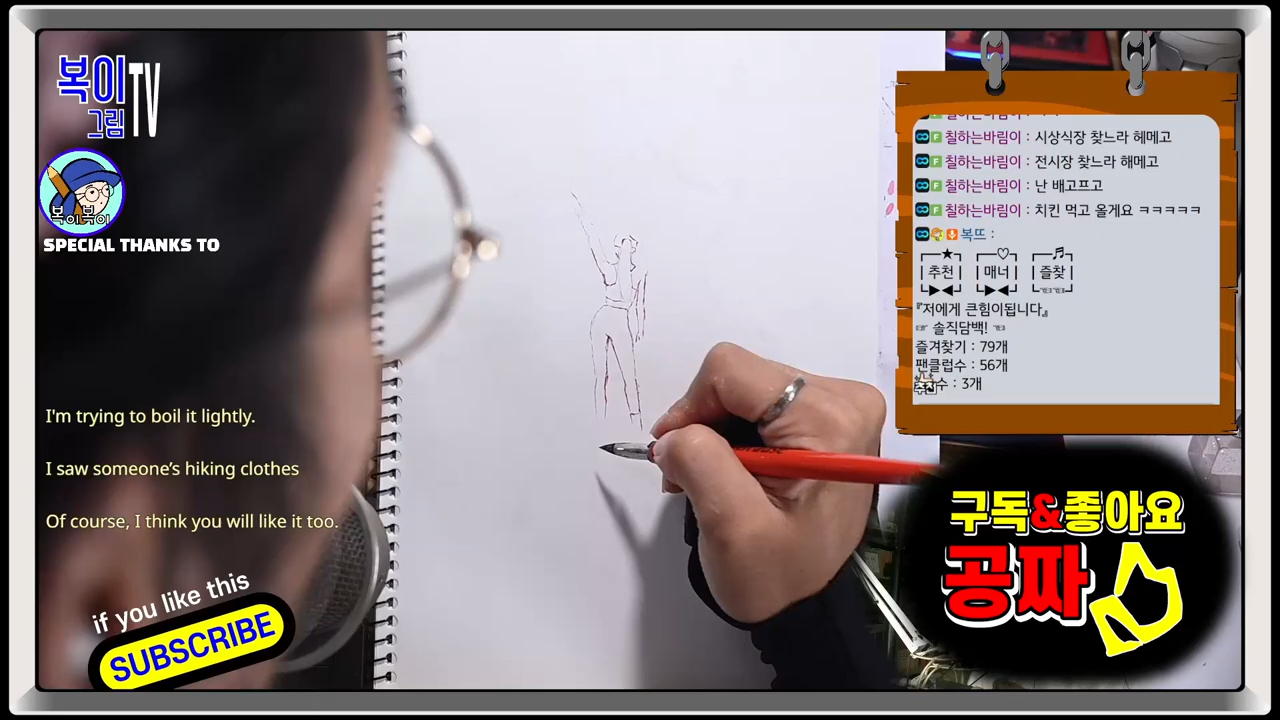 복이TV
그림
복이복이
SPECIAL THANKS TO
I'm trying to boil it lightly.
I saw someone’s hiking clothes
Of course, I think you will like it too.
if you like this
SUBSCRIBE
F 칠하는바림이 : 시상식장 찾느라 헤메고
F 칠하는바림이 : 전시장 찾느라 해메고
F 칠하는바림이 : 난 배고프고
F 칠하는바림이 : 치킨 먹고 올게요 ㅋㅋㅋㅋㅋ
복뜨 :
┌──★┐ ┌──♡┐ ┌──♬┐
│추천│ │매너│ │즐찾│
└▶◀┘ └▶◀┘ └☜☜┘
『저에게 큰힘이됩니다』
☞ 솔직담백! ☜
즐겨찾기 : 79개
팬클럽수 : 56개
수 : 3개
구독&좋아요
공짜